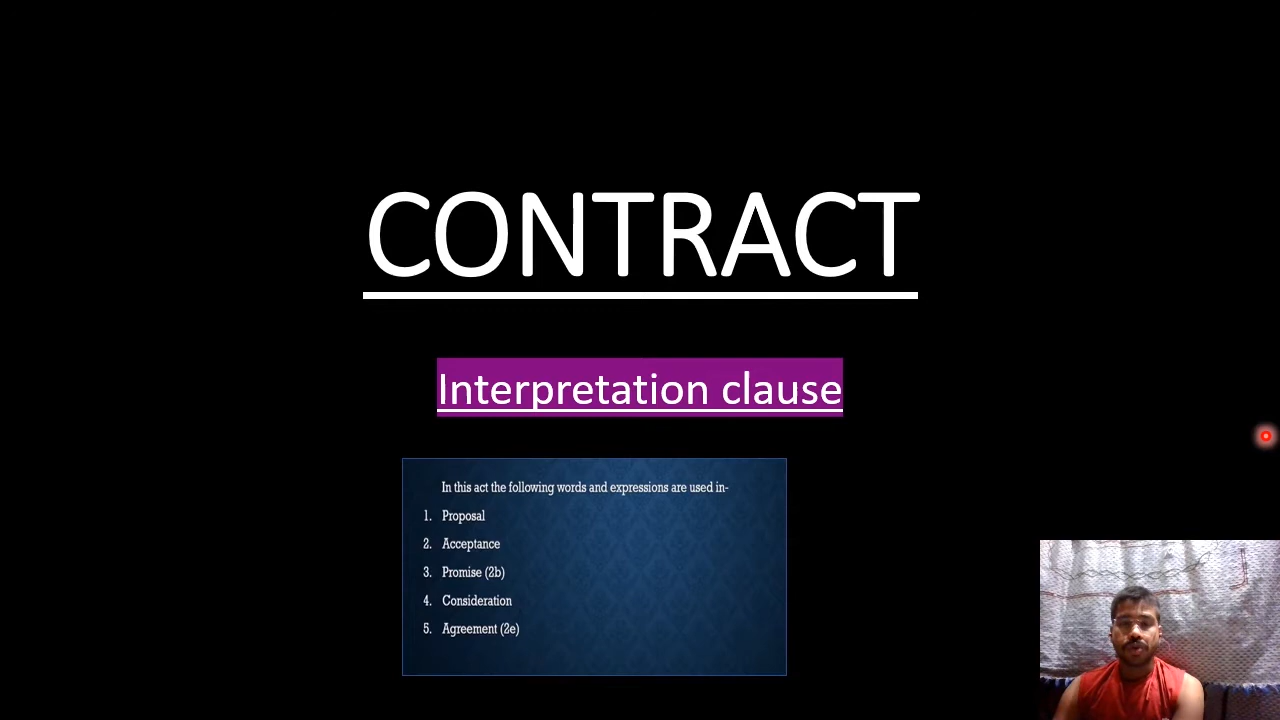 CONTRACT
Interpretation clause
In this act the following words and expressions are used in-
1. Proposal
2. Acceptance
3. Promise (2b)
4. Consideration
5. Agreement (2e)